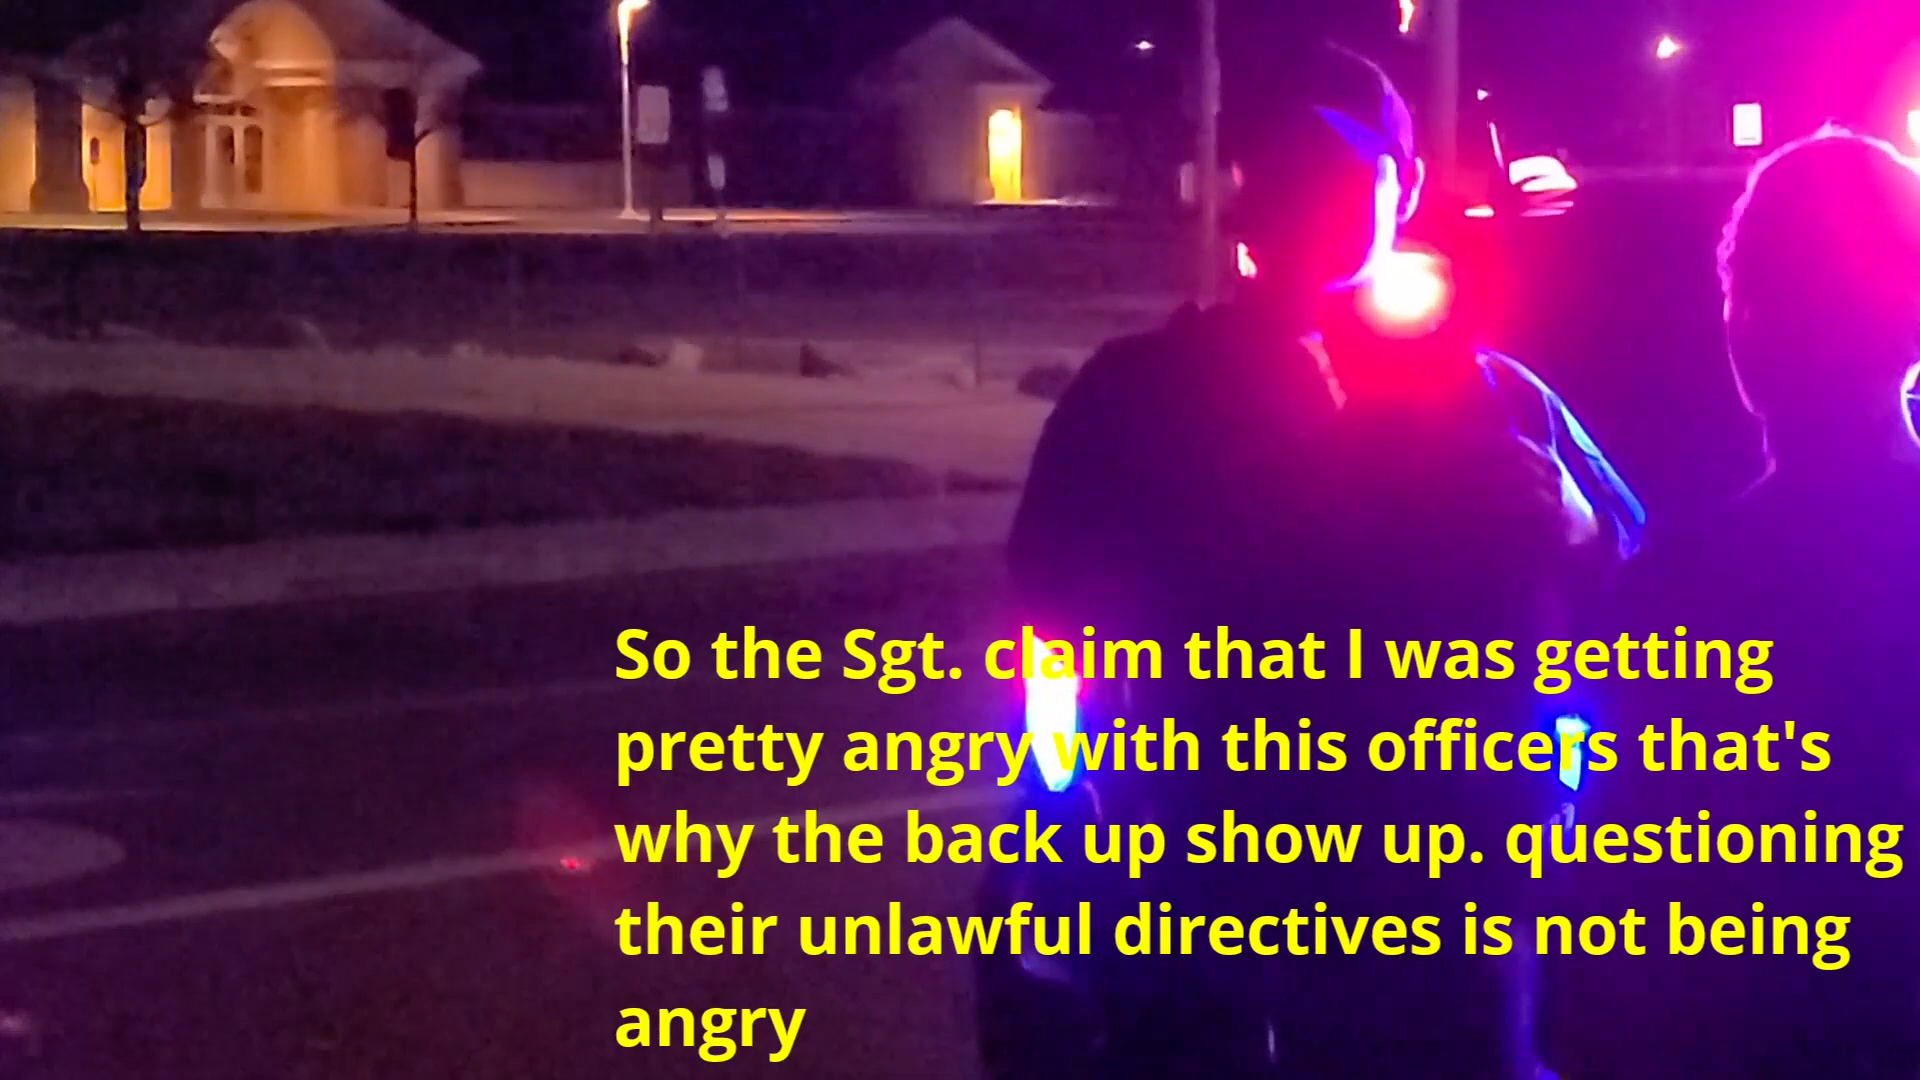 So the Sgt. claim that I was getting
pretty angry with this officers that's
why the back up show up. questioning
their unlawful directives is not being
angry